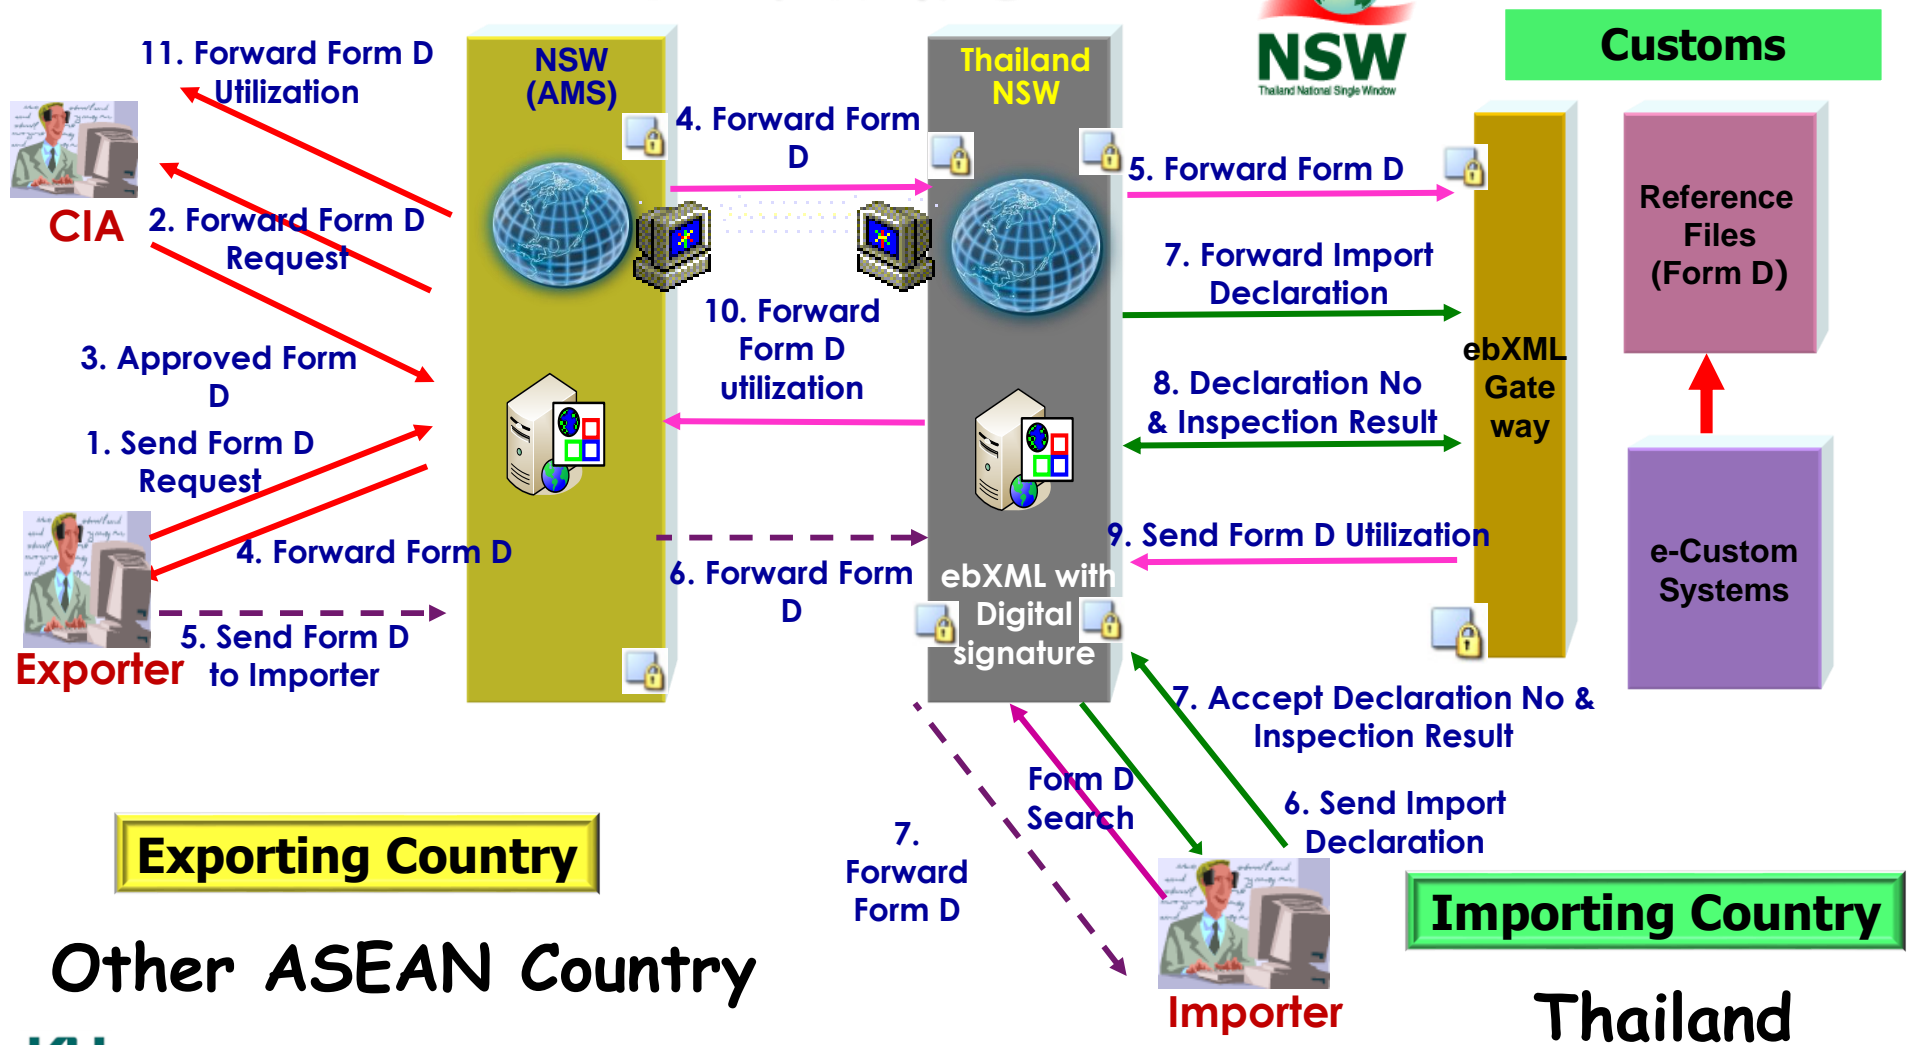 11. Forward Form D
Utilization
NSW
(AMS)
Thailand
NSW
NSW
Thailand National Single Window
Customs
4. Forward Form
D
5. Forward Form D
Reference
Files
(Form D)
CIA
2. Forward Form D
Request
7. Forward Import
Declaration
10. Forward
Form D
utilization
3. Approved Form
D
ebXML
Gate
way
8. Declaration No
& Inspection Result
1. Send Form D
Request
4. Forward Form D
9. Send Form D Utilization
e-Custom
Systems
6. Forward Form
D
ebXML with
Digital
signature
5. Send Form D
to Importer
Exporter
7. Accept Declaration No &
Inspection Result
Form D
Search
6. Send Import
Declaration
7.
Forward
Form D
Exporting Country
Importing Country
Other ASEAN Country
Importer
Thailand